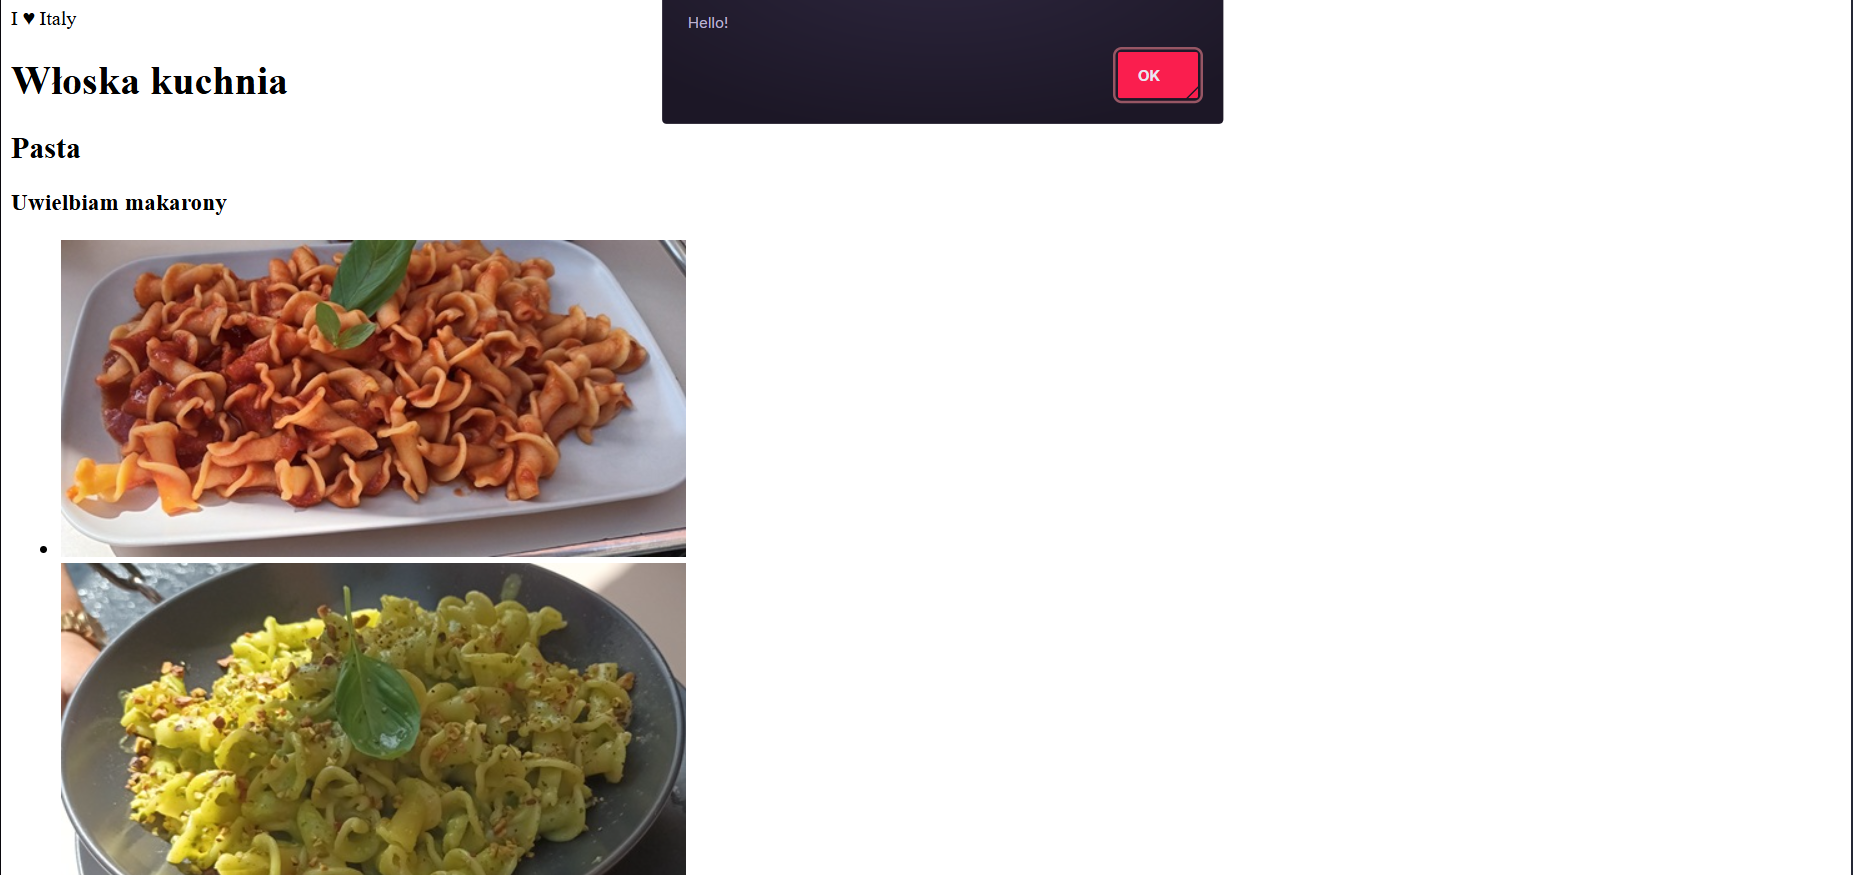 I ♥ Italy
Hello!
OK
Włoska kuchnia
Pasta
Uwielbiam makarony